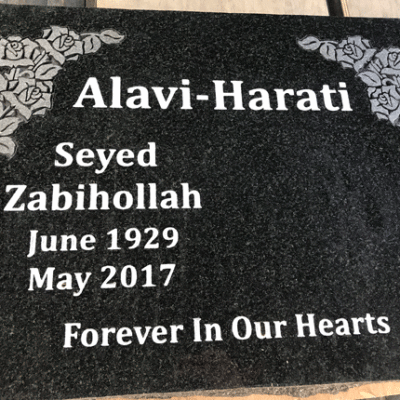 Alavi-Harati
Seyed
Zabihollah
June 1929
May 2017
Forever In Our Hearts